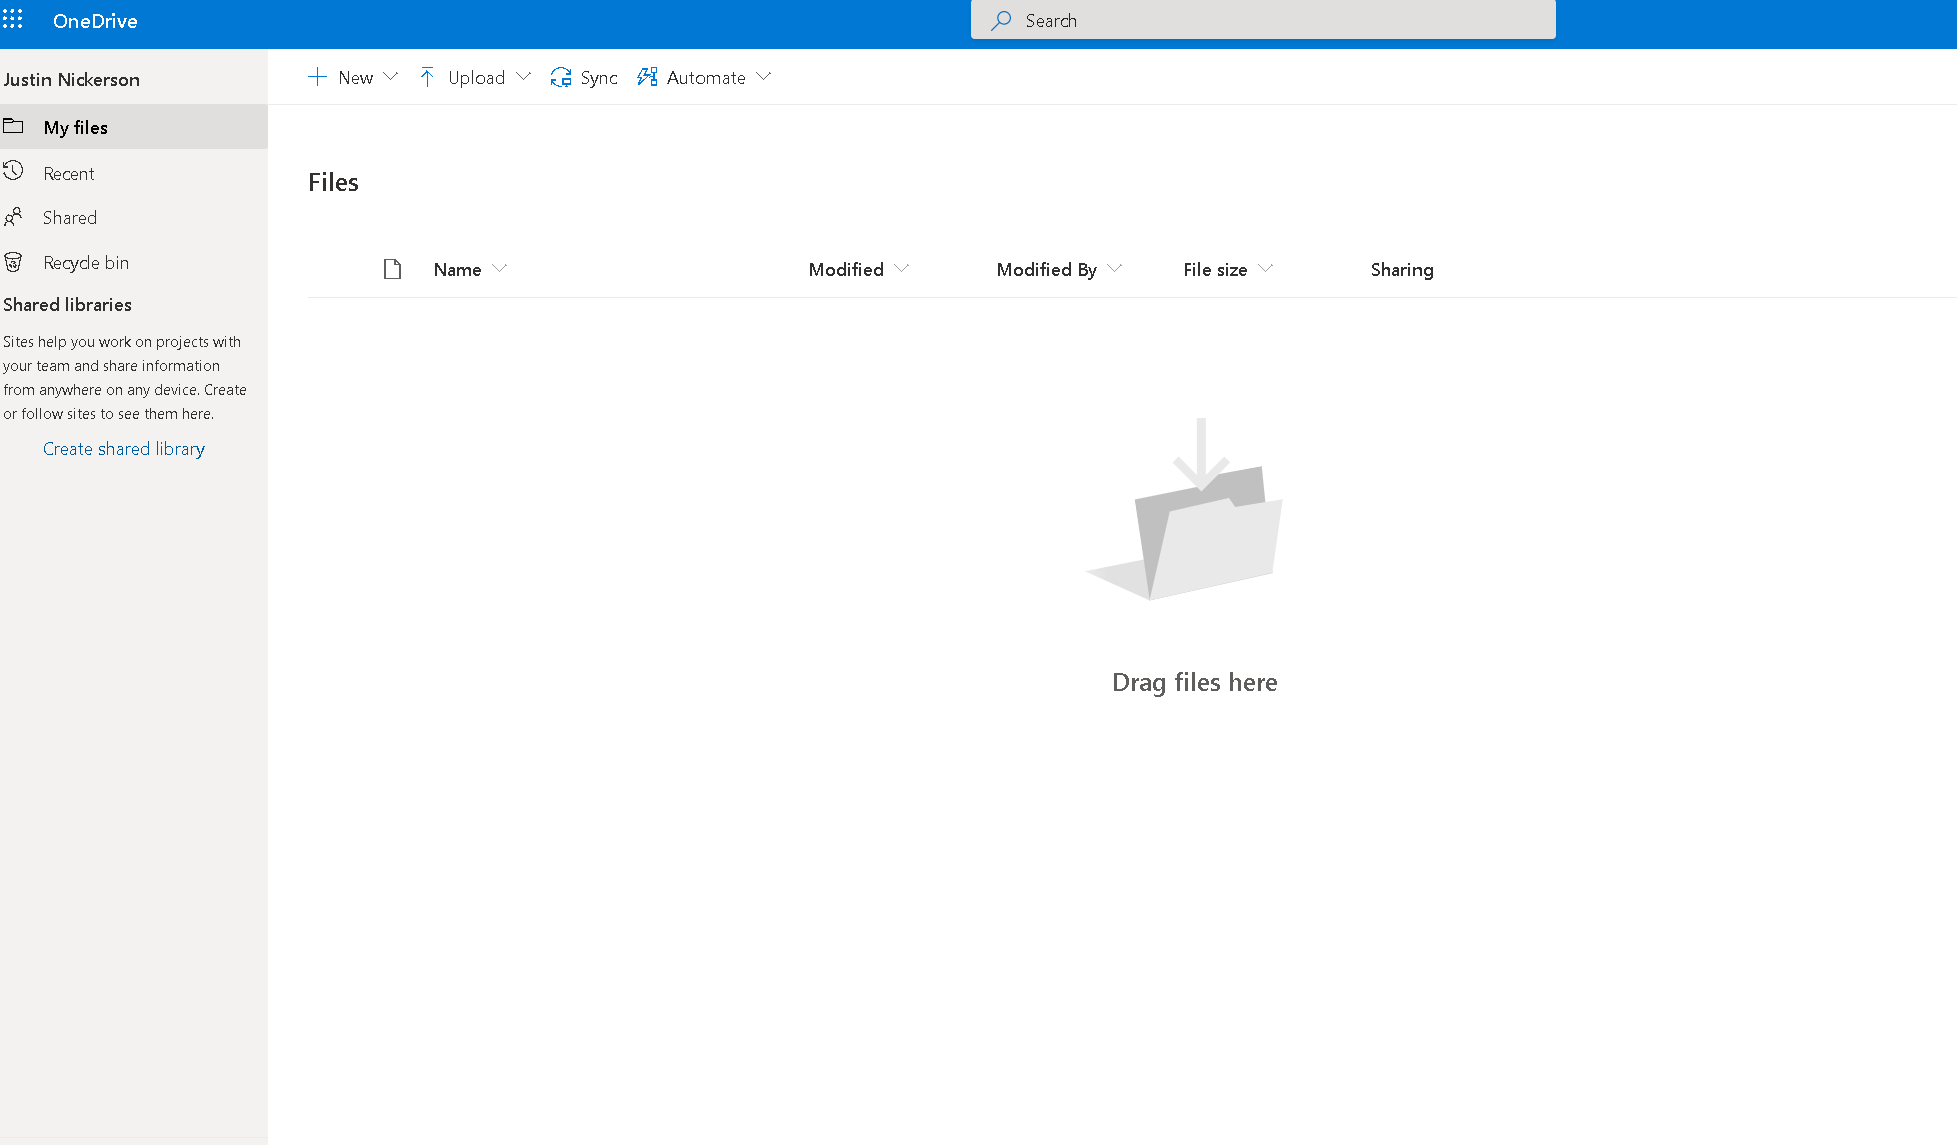 OneDrive
Search
Justin Nickerson
New
Upload
Sync
Automate
My files
Recent
Shared
Recycle bin
Shared libraries
Sites help you work on projects with
your team and share information
from anywhere on any device. Create
or follow sites to see them here.
Create shared library
Files
Name
Modified
Modified By
File size
Sharing
Drag files here